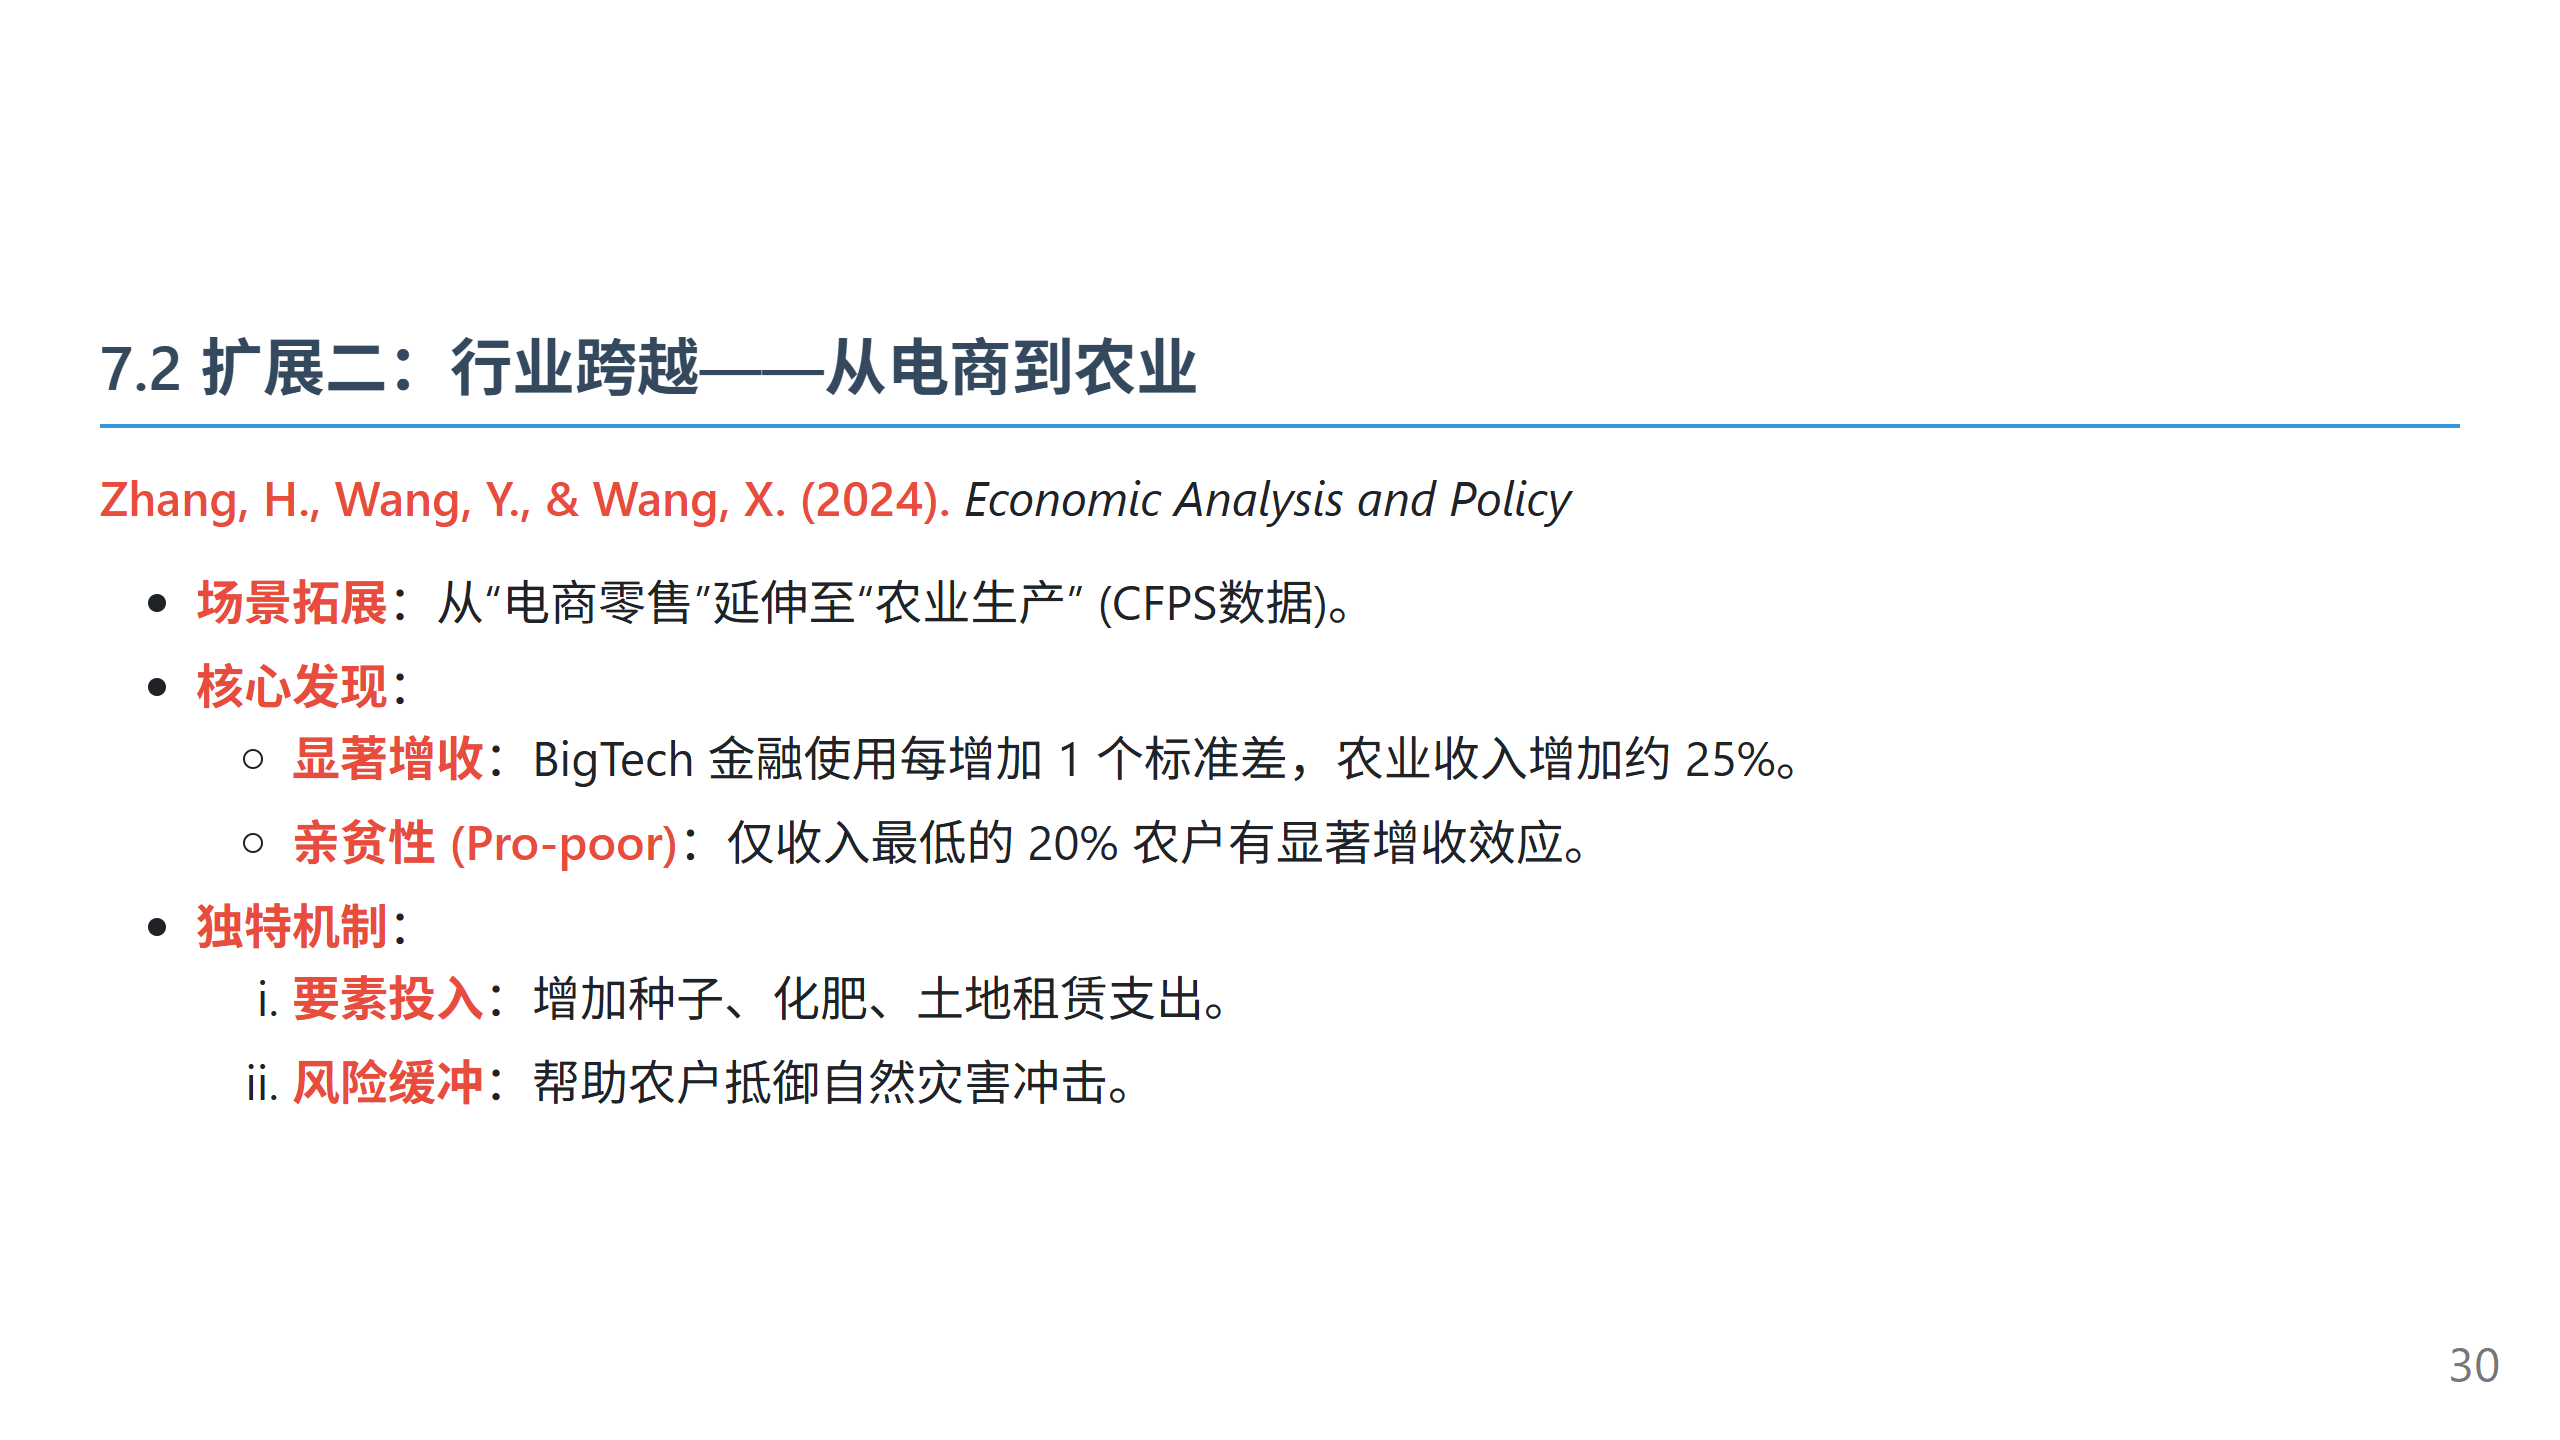 7.2 扩展二：行业跨越——从电商到农业
Zhang, H., Wang, Y., & Wang, X. (2024). Economic Analysis and Policy
• 场景拓展：从“电商零售”延伸至“农业生产” (CFPS数据)。
• 核心发现：
○ 显著增收：BigTech 金融使用每增加 1 个标准差，农业收入增加约 25%。
○ 亲贫性 (Pro-poor)：仅收入最低的 20% 农户有显著增收效应。
• 独特机制：
i. 要素投入：增加种子、化肥、土地租赁支出。
ii. 风险缓冲：帮助农户抵御自然灾害冲击。
30